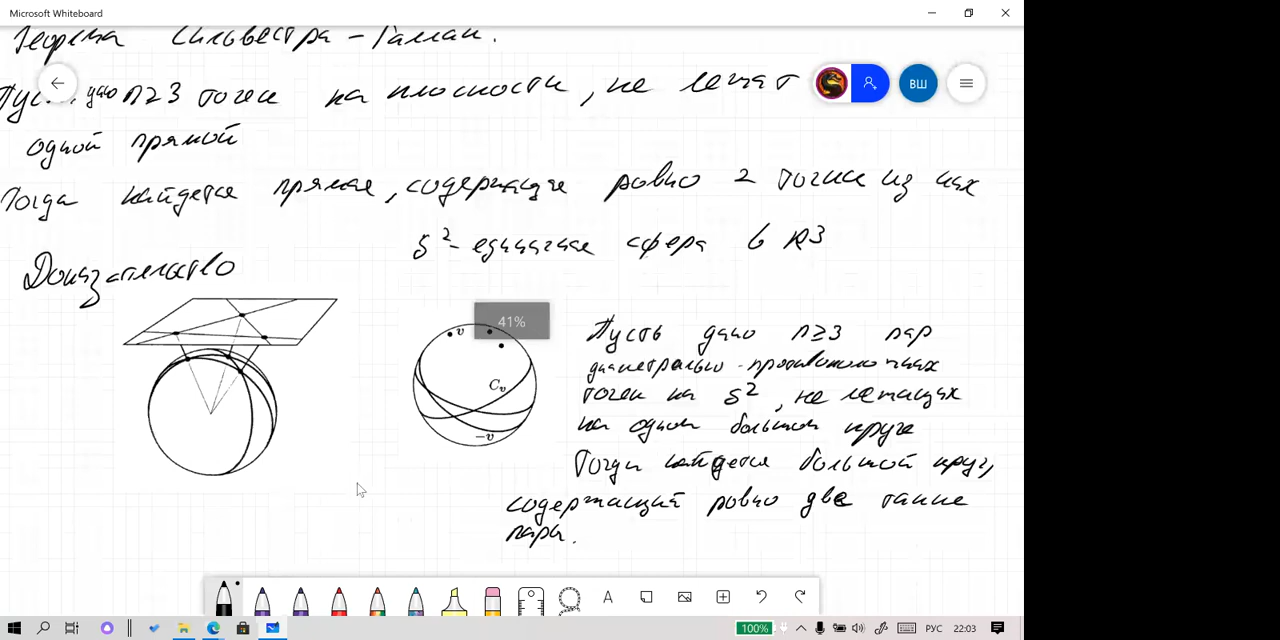 Microsoft Whiteboard
Теорема Сильвестра – Галлаи.
Пусть дано n≥3 точек на плоскости, не лежат
ВШ
одной прямой
Тогда найдется прямая, содержащая ровно 2 точки из них
S² - единичная сфера в R3
Доказательство
41%
v
Cv
-v
Пусть дано n≥3 пар
диаметрально-противоположных
точек на S², не лежащих
на одном большом круге
Тогда найдется большой круг,
содержащий ровно две такие
пары.
100%
РУС
22:03